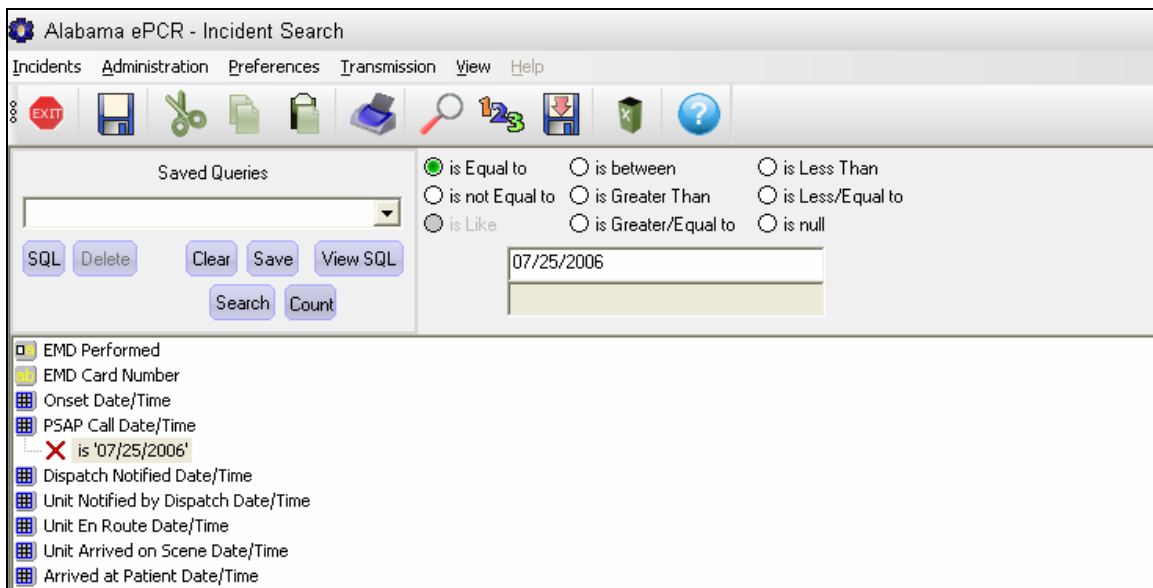 Alabama ePCR - Incident Search
Incidents Administration Preferences Transmission View Help
EXIT 123 X ?
Saved Queries
is Equal to is between is Less Than
is not Equal to is Greater Than is Less/Equal to
is Like is Greater/Equal to is null
SQL Delete Clear Save View SQL
07/25/2006
Search Count
EMD Performed
ab EMD Card Number
Onset Date/Time
PSAP Call Date/Time
is '07/25/2006'
Dispatch Notified Date/Time
Unit Notified by Dispatch Date/Time
Unit En Route Date/Time
Unit Arrived on Scene Date/Time
Arrived at Patient Date/Time